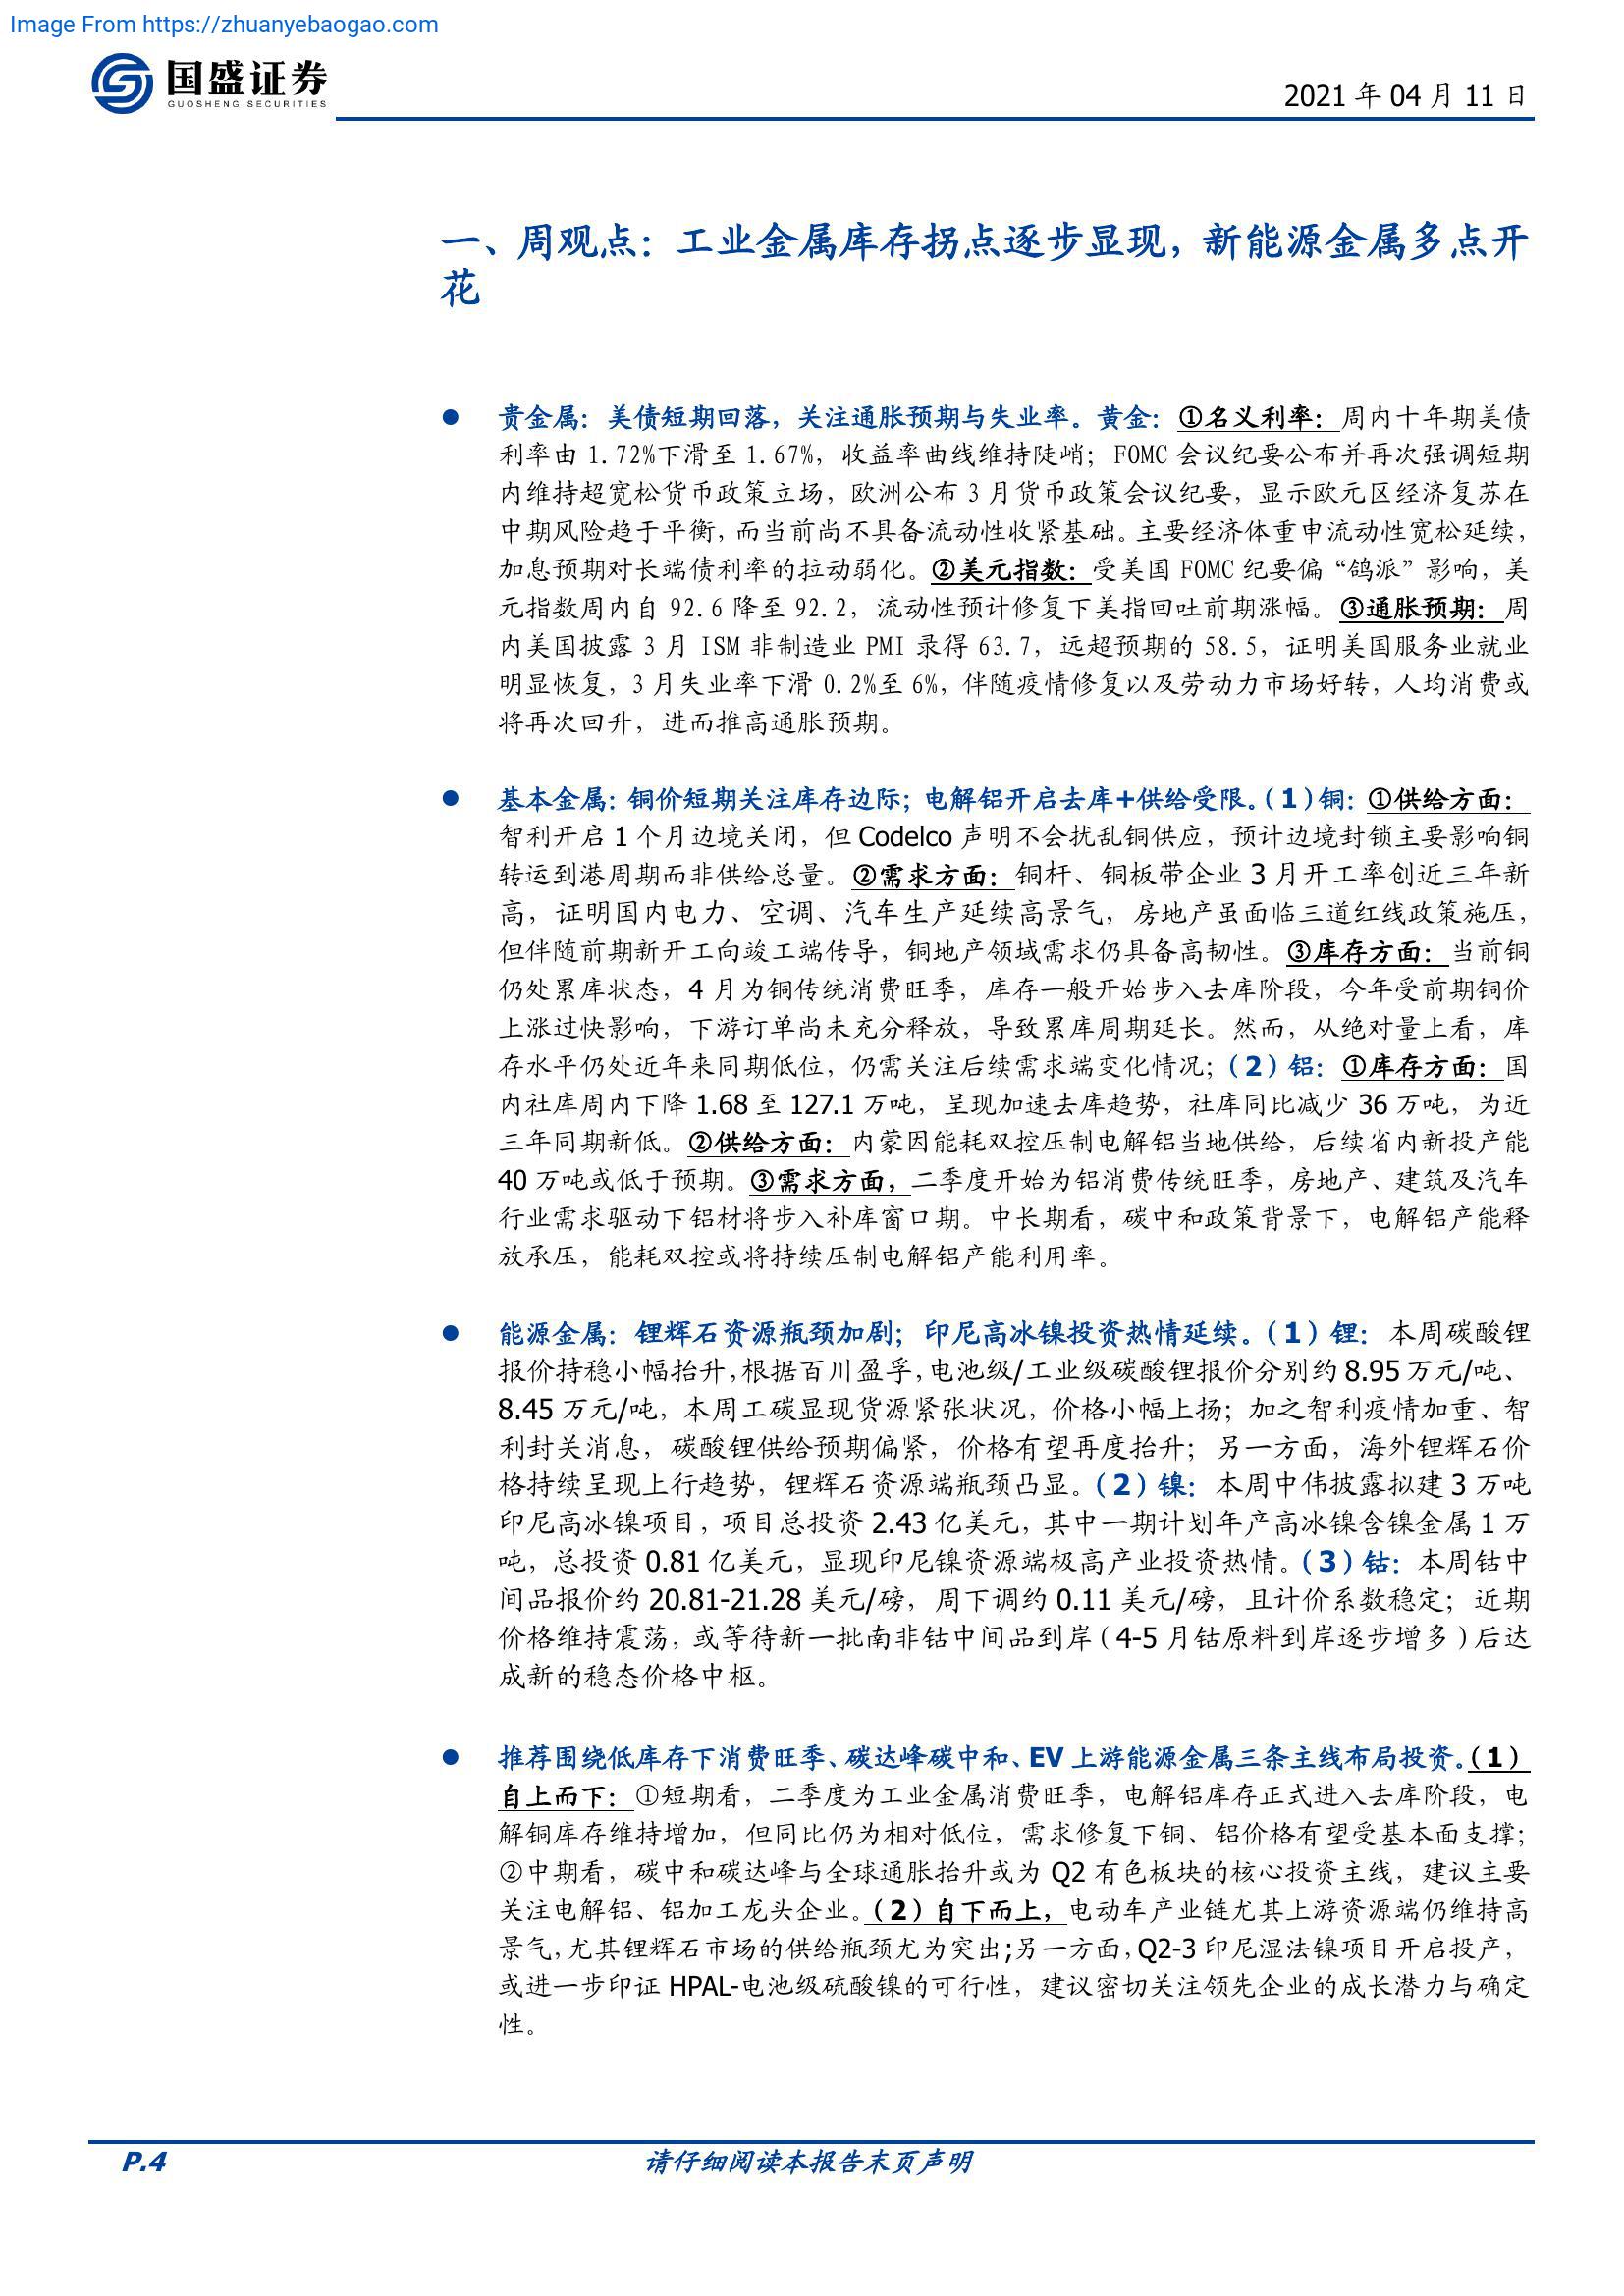 Image From https://zhuanyebaogao.com
国盛证券
GUOSHENG SECURITIES
2021 年 04 月 11 日
一、周观点：工业金属库存拐点逐步显现，新能源金属多点开
花
● 贵金属：美债短期回落，关注通胀预期与失业率。黄金：①名义利率：周内十年期美债
利率由 1.72%下滑至 1.67%，收益率曲线维持陡峭；FOMC 会议纪要公布并再次强调短期
内维持超宽松货币政策立场，欧洲公布 3 月货币政策会议纪要，显示欧元区经济复苏在
中期风险趋于平衡，而当前尚不具备流动性收紧基础。主要经济体重申流动性宽松延续，
加息预期对长端债利率的拉动弱化。②美元指数：受美国 FOMC 纪要偏“鸽派”影响，美
元指数周内自 92.6 降至 92.2，流动性预计修复下美指回吐前期涨幅。③通胀预期：周
内美国披露 3 月 ISM 非制造业 PMI 录得 63.7，远超预期的 58.5，证明美国服务业就业
明显恢复，3 月失业率下滑 0.2%至 6%，伴随疫情修复以及劳动力市场好转，人均消费或
将再次回升，进而推高通胀预期。
● 基本金属：铜价短期关注库存边际；电解铝开启去库+供给受限。（1）铜：①供给方面：
智利开启 1 个月边境关闭，但 Codelco 声明不会扰乱铜供应，预计边境封锁主要影响铜
转运到港周期而非供给总量。②需求方面：铜杆、铜板带企业 3 月开工率创近三年新
高，证明国内电力、空调、汽车生产延续高景气，房地产虽面临三道红线政策施压，
但伴随前期新开工向竣工端传导，铜地产领域需求仍具备高韧性。③库存方面：当前铜
仍处累库状态，4 月为铜传统消费旺季，库存一般开始步入去库阶段，今年受前期铜价
上涨过快影响，下游订单尚未充分释放，导致累库周期延长。然而，从绝对量上看，库
存水平仍处近年来同期低位，仍需关注后续需求端变化情况；（2）铝：①库存方面：国
内社库周内下降 1.68 至 127.1 万吨，呈现加速去库趋势，社库同比减少 36 万吨，为近
三年同期新低。②供给方面：内蒙因能耗双控压制电解铝当地供给，后续省内新投产能
40 万吨或低于预期。③需求方面，二季度开始为铝消费传统旺季，房地产、建筑及汽车
行业需求驱动下铝材将步入补库窗口期。中长期看，碳中和政策背景下，电解铝产能释
放承压，能耗双控或将持续压制电解铝产能利用率。
● 能源金属：锂辉石资源瓶颈加剧；印尼高冰镍投资热情延续。（1）锂：本周碳酸锂
报价持稳小幅抬升，根据百川盈孚，电池级/工业级碳酸锂报价分别约 8.95 万元/吨、
8.45 万元/吨，本周工碳显现货源紧张状况，价格小幅上扬；加之智利疫情加重、智
利封关消息，碳酸锂供给预期偏紧，价格有望再度抬升；另一方面，海外锂辉石价
格持续呈现上行趋势，锂辉石资源端瓶颈凸显。（2）镍：本周中伟披露拟建 3 万吨
印尼高冰镍项目，项目总投资 2.43 亿美元，其中一期计划年产高冰镍含镍金属 1 万
吨，总投资 0.81 亿美元，显现印尼镍资源端极高产业投资热情。（3）钴：本周钴中
间品报价约 20.81-21.28 美元/磅，周下调约 0.11 美元/磅，且计价系数稳定；近期
价格维持震荡，或等待新一批南非钴中间品到岸（4-5 月钴原料到岸逐步增多）后达
成新的稳态价格中枢。
● 推荐围绕低库存下消费旺季、碳达峰碳中和、EV 上游能源金属三条主线布局投资。（1）
自上而下：①短期看，二季度为工业金属消费旺季，电解铝库存正式进入去库阶段，电
解铜库存维持增加，但同比仍为相对低位，需求修复下铜、铝价格有望受基本面支撑；
②中期看，碳中和碳达峰与全球通胀抬升或为 Q2 有色板块的核心投资主线，建议主要
关注电解铝、铝加工龙头企业。（2）自下而上，电动车产业链尤其上游资源端仍维持高
景气，尤其锂辉石市场的供给瓶颈尤为突出；另一方面，Q2-3 印尼湿法镍项目开启投产，
或进一步印证 HPAL-电池级硫酸镍的可行性，建议密切关注领先企业的成长潜力与确定
性。
P.4
请仔细阅读本报告末页声明